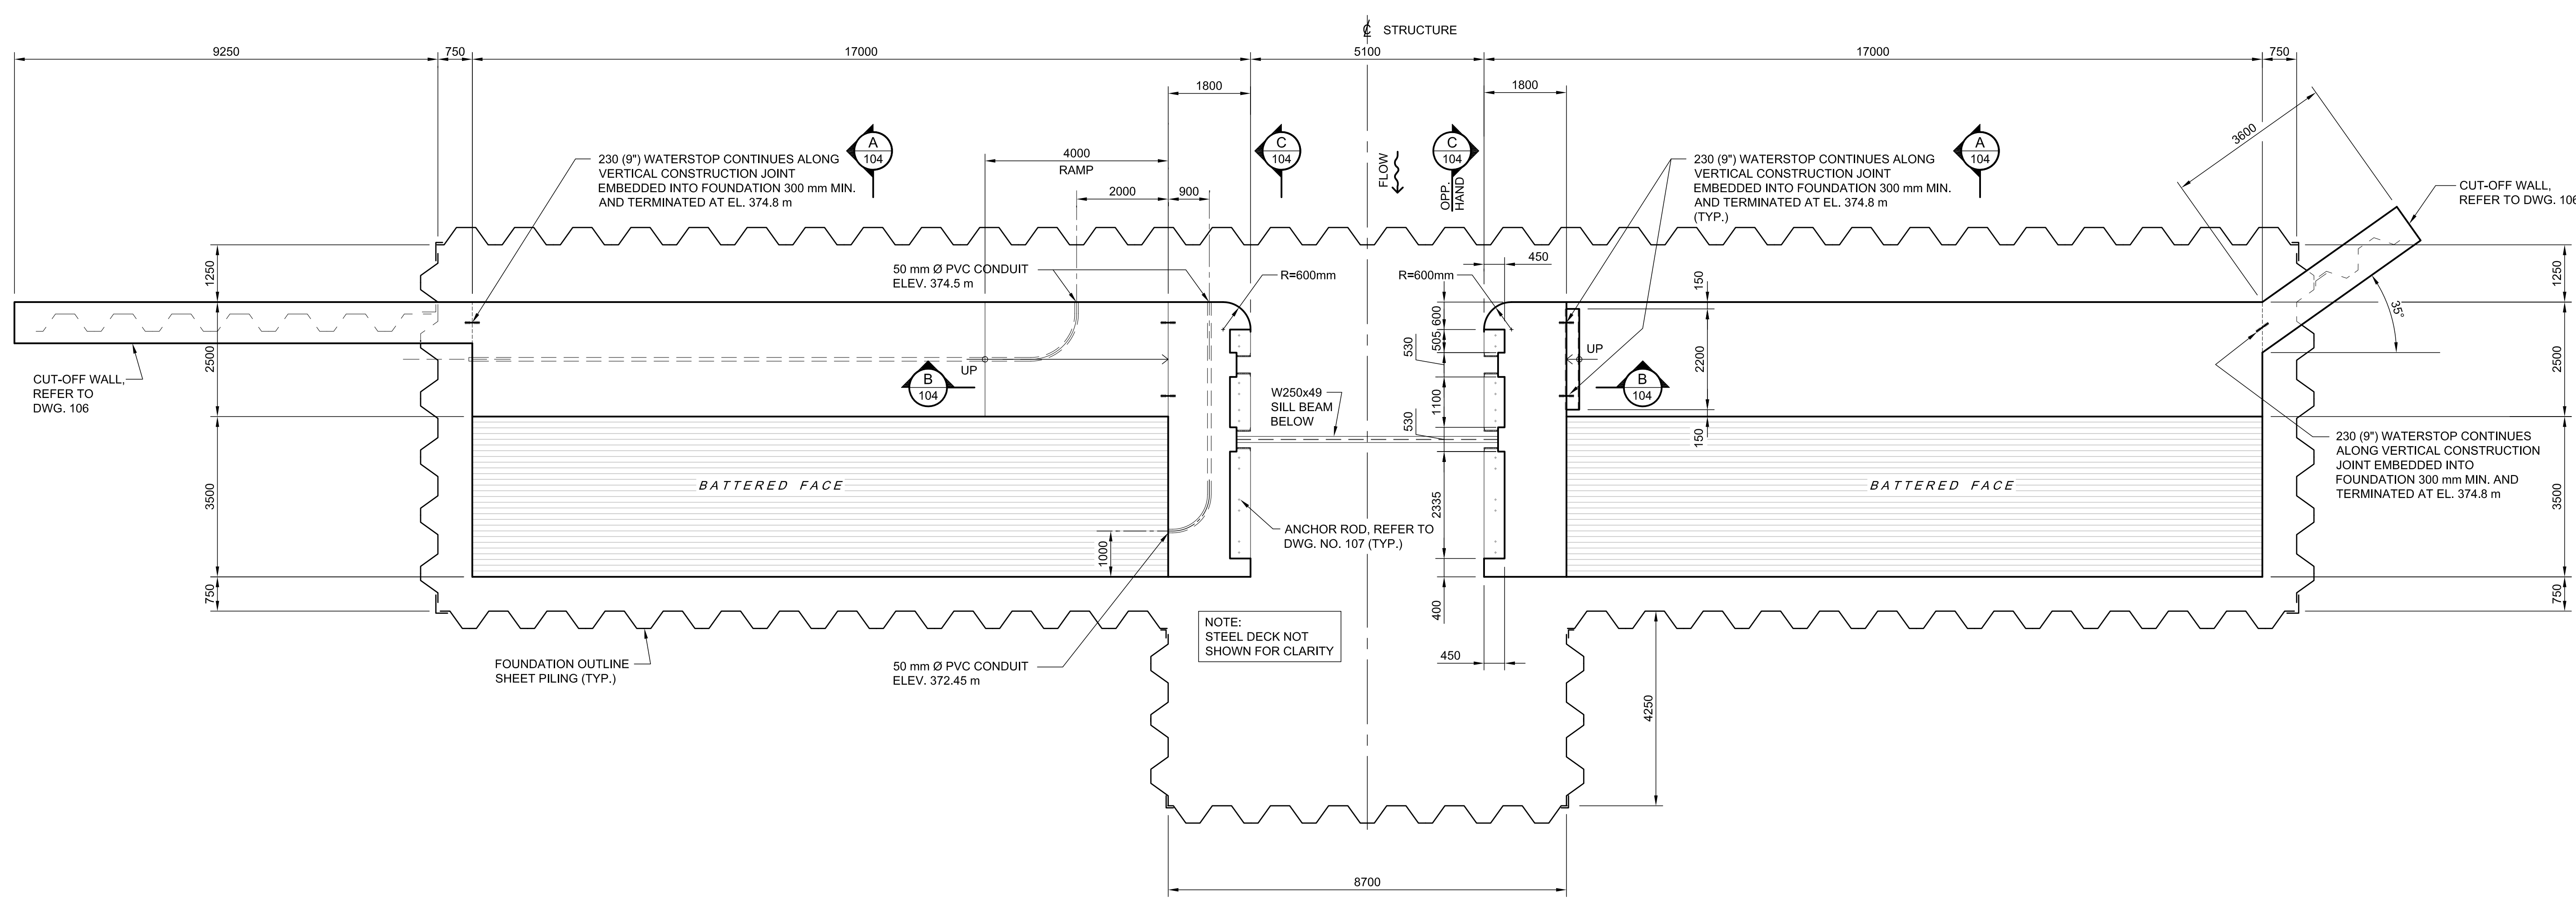 ℄ STRUCTURE
9250
750
17000
5100
17000
750
1800
1800
3600
A
104
C
104
C
104
A
104
OPP.
HAND
FLOW
230 (9") WATERSTOP CONTINUES ALONG
VERTICAL CONSTRUCTION JOINT
EMBEDDED INTO FOUNDATION 300 mm MIN.
AND TERMINATED AT EL. 374.8 m
4000
RAMP
2000
900
230 (9") WATERSTOP CONTINUES ALONG
VERTICAL CONSTRUCTION JOINT
EMBEDDED INTO FOUNDATION 300 mm MIN.
AND TERMINATED AT EL. 374.8 m
(TYP.)
CUT-OFF WALL,
REFER TO DWG. 106
1250
50 mm Ø PVC CONDUIT
ELEV. 374.5 m
R=600mm
R=600mm
450
150
1250
35°
600
505
530
1100
530
2335
400
2200
150
2500
UP
UP
B
104
B
104
2500
CUT-OFF WALL,
REFER TO
DWG. 106
W250x49
SILL BEAM
BELOW
230 (9") WATERSTOP CONTINUES
ALONG VERTICAL CONSTRUCTION
JOINT EMBEDDED INTO
FOUNDATION 300 mm MIN. AND
TERMINATED AT EL. 374.8 m
3500
BATTERED FACE
BATTERED FACE
3500
1000
ANCHOR ROD, REFER TO
DWG. NO. 107 (TYP.)
750
750
NOTE:
STEEL DECK NOT
SHOWN FOR CLARITY
FOUNDATION OUTLINE
SHEET PILING (TYP.)
50 mm Ø PVC CONDUIT
ELEV. 372.45 m
450
4250
8700